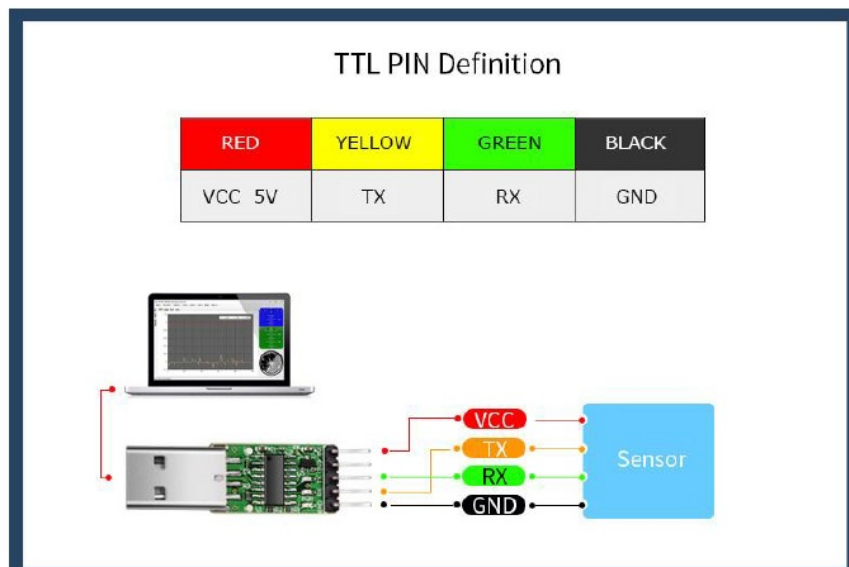 TTL PIN Definition
RED YELLOW GREEN BLACK
VCC 5V TX RX GND
VCC
TX
RX
GND
Sensor